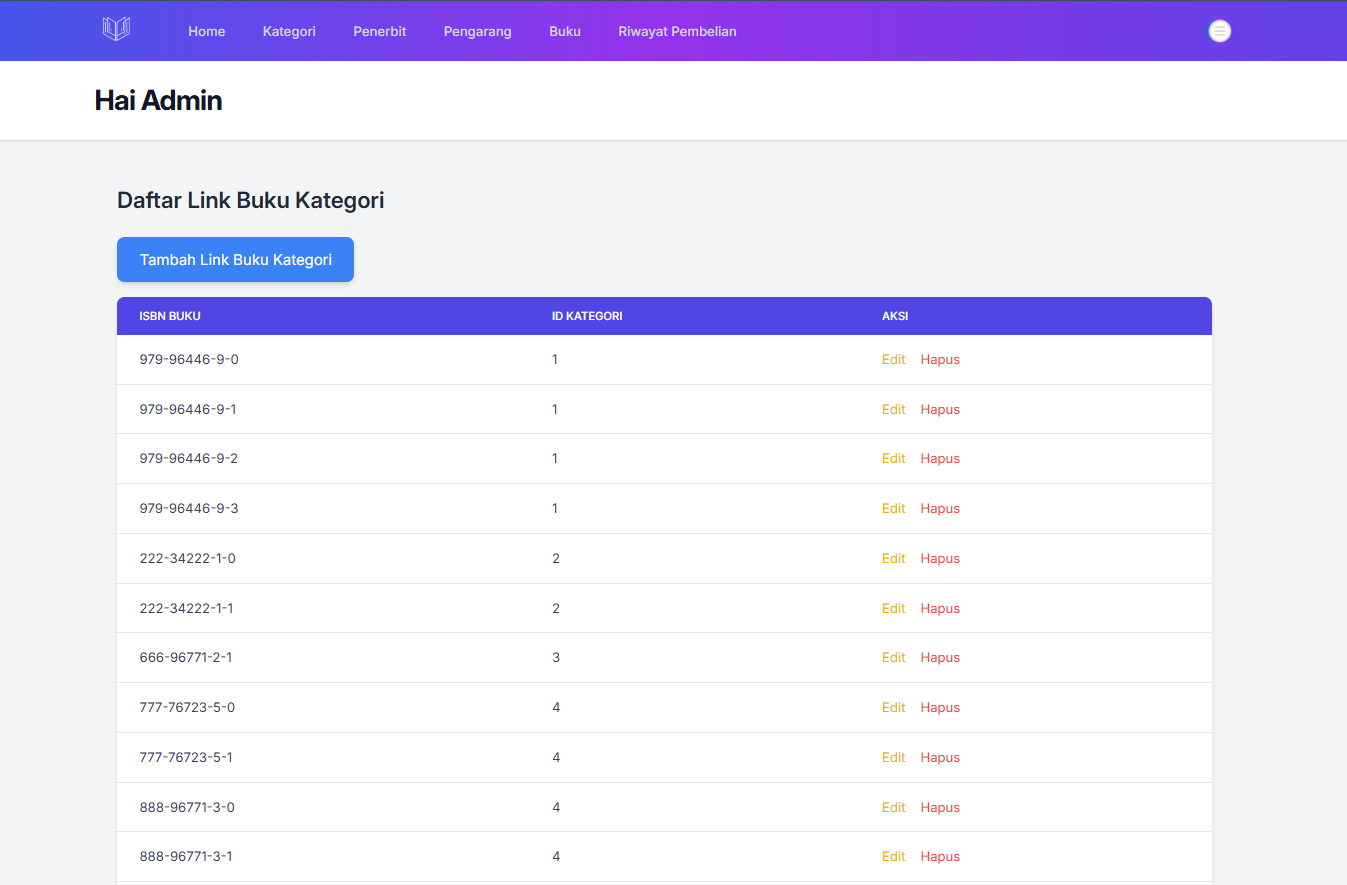 Home Kategori Penerbit Pengarang Buku Riwayat Pembelian
Hai Admin
Daftar Link Buku Kategori
Tambah Link Buku Kategori
ISBN BUKU ID KATEGORI AKSI
979-96446-9-0 1 Edit Hapus
979-96446-9-1 1 Edit Hapus
979-96446-9-2 1 Edit Hapus
979-96446-9-3 1 Edit Hapus
222-34222-1-0 2 Edit Hapus
222-34222-1-1 2 Edit Hapus
666-96771-2-1 3 Edit Hapus
777-76723-5-0 4 Edit Hapus
777-76723-5-1 4 Edit Hapus
888-96771-3-0 4 Edit Hapus
888-96771-3-1 4 Edit Hapus